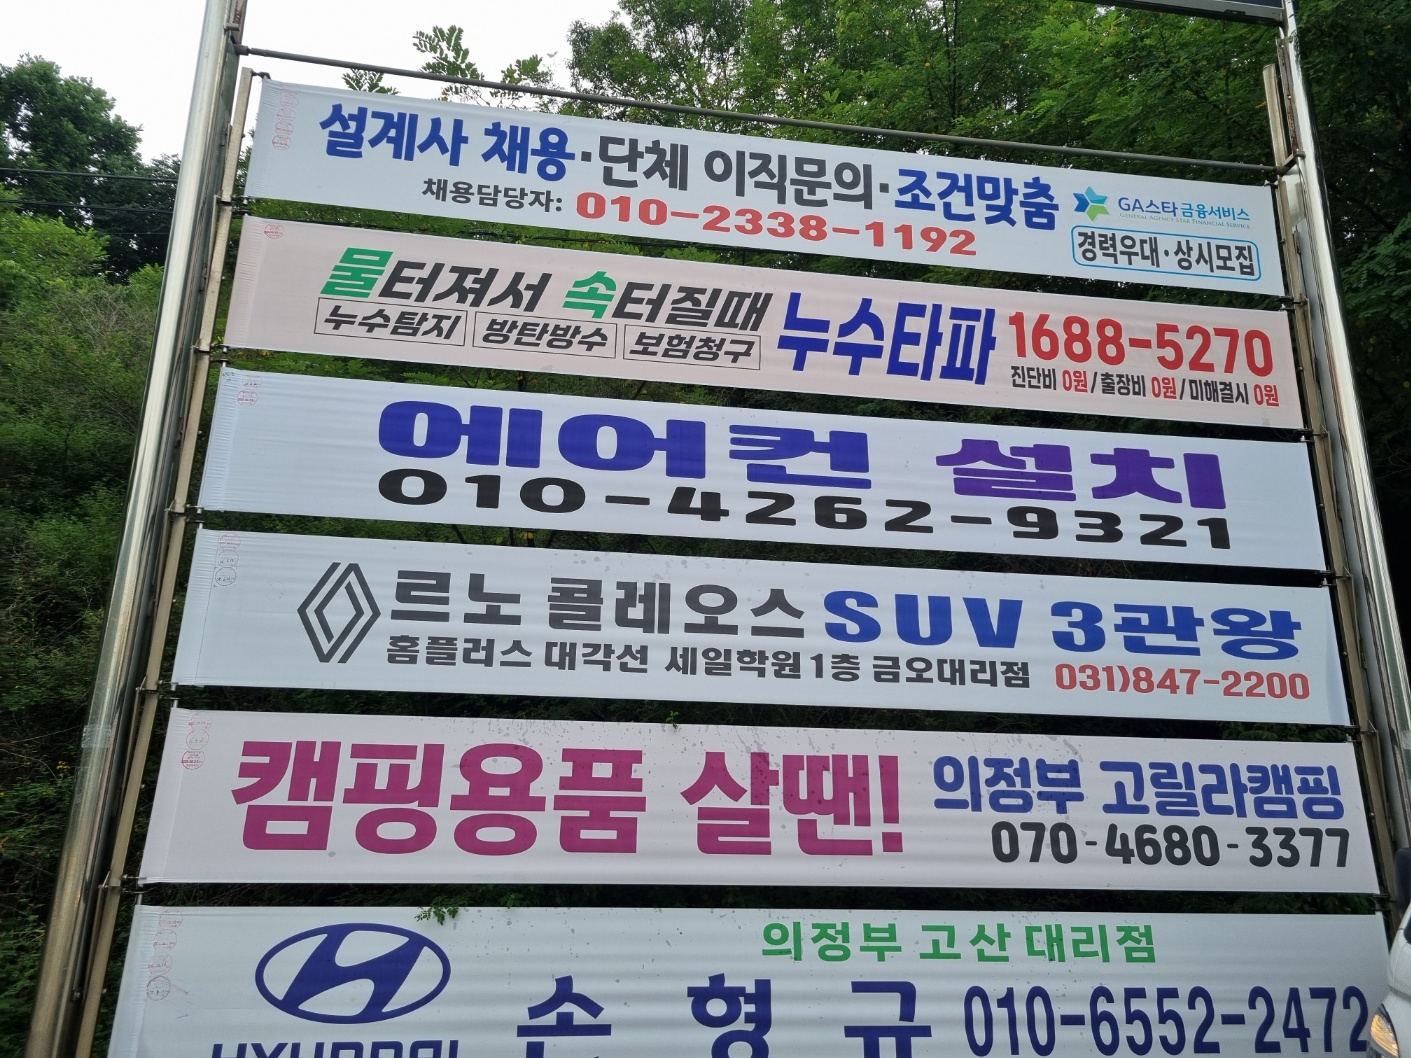 설계사 채용·단체 이직문의·조건맞춤
채용담당자: 010-2338-1192
GA스타금융서비스
GENERAL AGENCY STAR FINANCIAL SERVICE
경력우대·상시모집
물터져서 속터질때
누수탐지 방탄방수 보험청구
누수타파
1688-5270
진단비 0원/출장비 0원/미해결시 0원
에어컨 설치
010-4262-9321
르노 콜레오스 SUV 3관왕
홈플러스 대각선 세일학원 1층 금오대리점 031)847-2200
캠핑용품 살땐!
의정부 고릴라캠핑
070-4680-3377
의정부 고산대리점
HYUNDAI
손형규 010-6552-2472